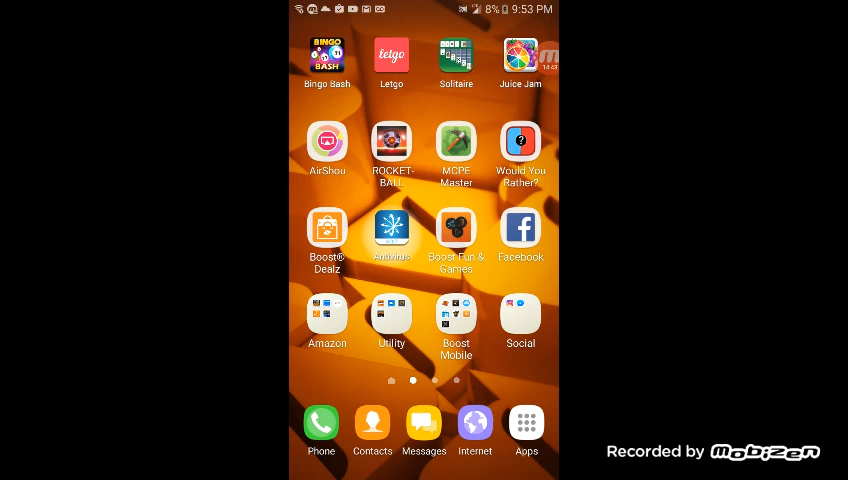 8% 9:53 PM
BINGO
BASH
letgo
14:43
Bingo Bash
Letgo
Solitaire
Juice Jam
?
AirShou
ROCKET-
BALL
MCPE
Master
Would You
Rather?
Boost®
Dealz
Antivirus
Boost Fun &
Games
Facebook
Amazon
Utility
Boost
Mobile
Social
Phone
Contacts
Messages
Internet
Apps
Recorded by mobizen